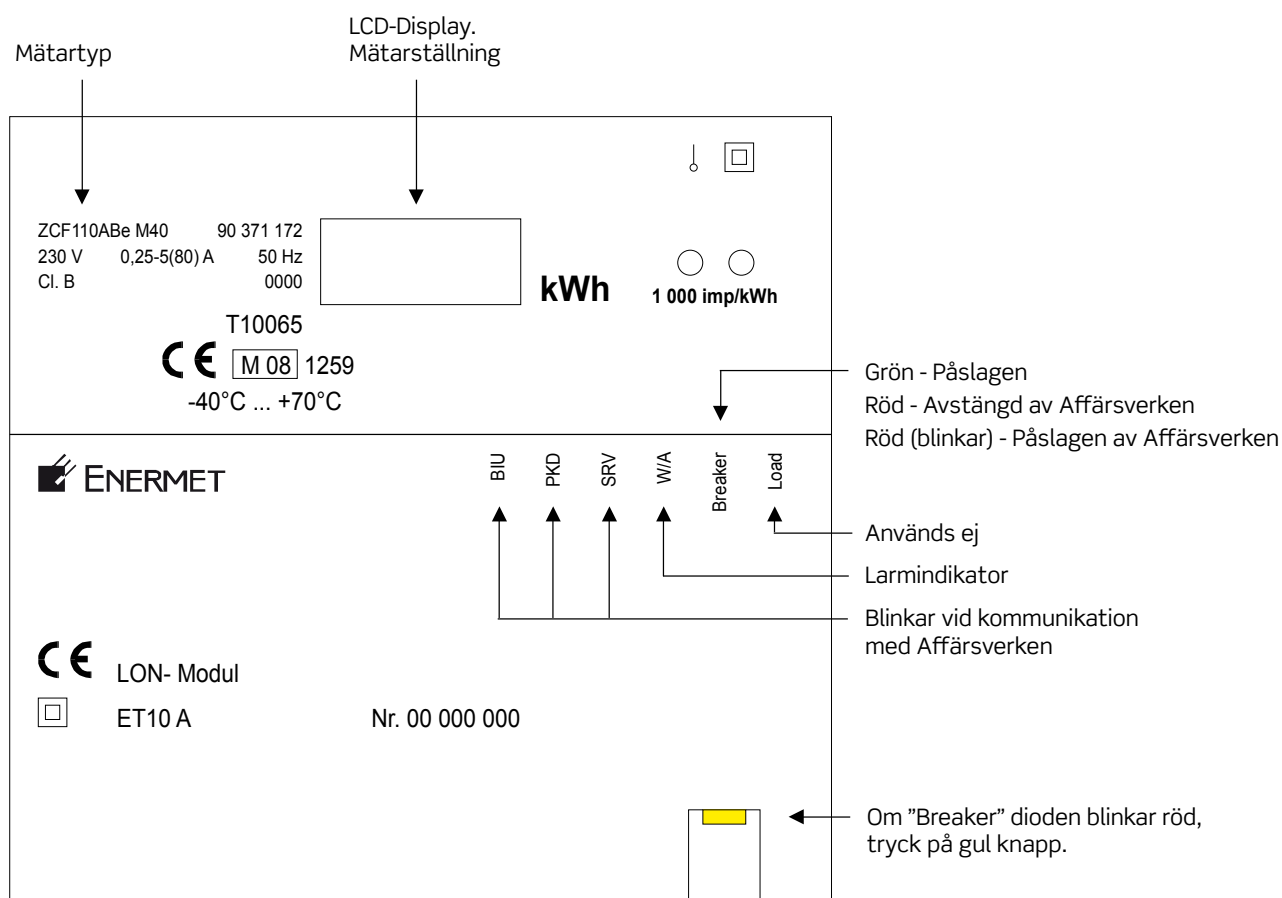 Mätartyp
LCD-Display.
Mätarställning
ZCF110ABe M40 90 371 172
230 V 0,25-5(80) A 50 Hz
Cl. B 0000
kWh
1 000 imp/kWh
T10065
CE M 08 1259
-40°C ... +70°C
Grön - Påslagen
Röd - Avstängd av Affärsverken
Röd (blinkar) - Påslagen av Affärsverken
ENERMET
BIU
PKD
SRV
W/A
Breaker
Load
Används ej
Larmindikator
Blinkar vid kommunikation
med Affärsverken
CE LON- Modul
ET10 A Nr. 00 000 000
Om ”Breaker” dioden blinkar röd,
tryck på gul knapp.